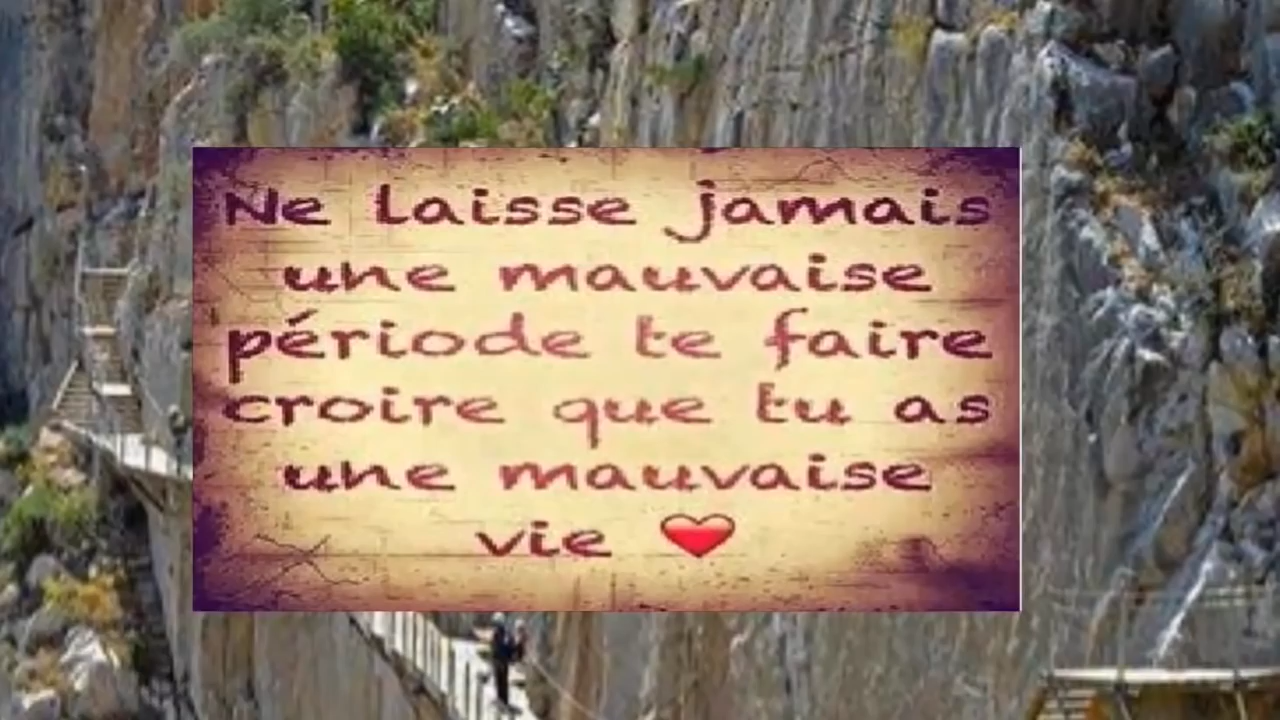 Ne laisse jamais
une mauvaise
période te faire
croire que tu as
une mauvaise
vie ❤